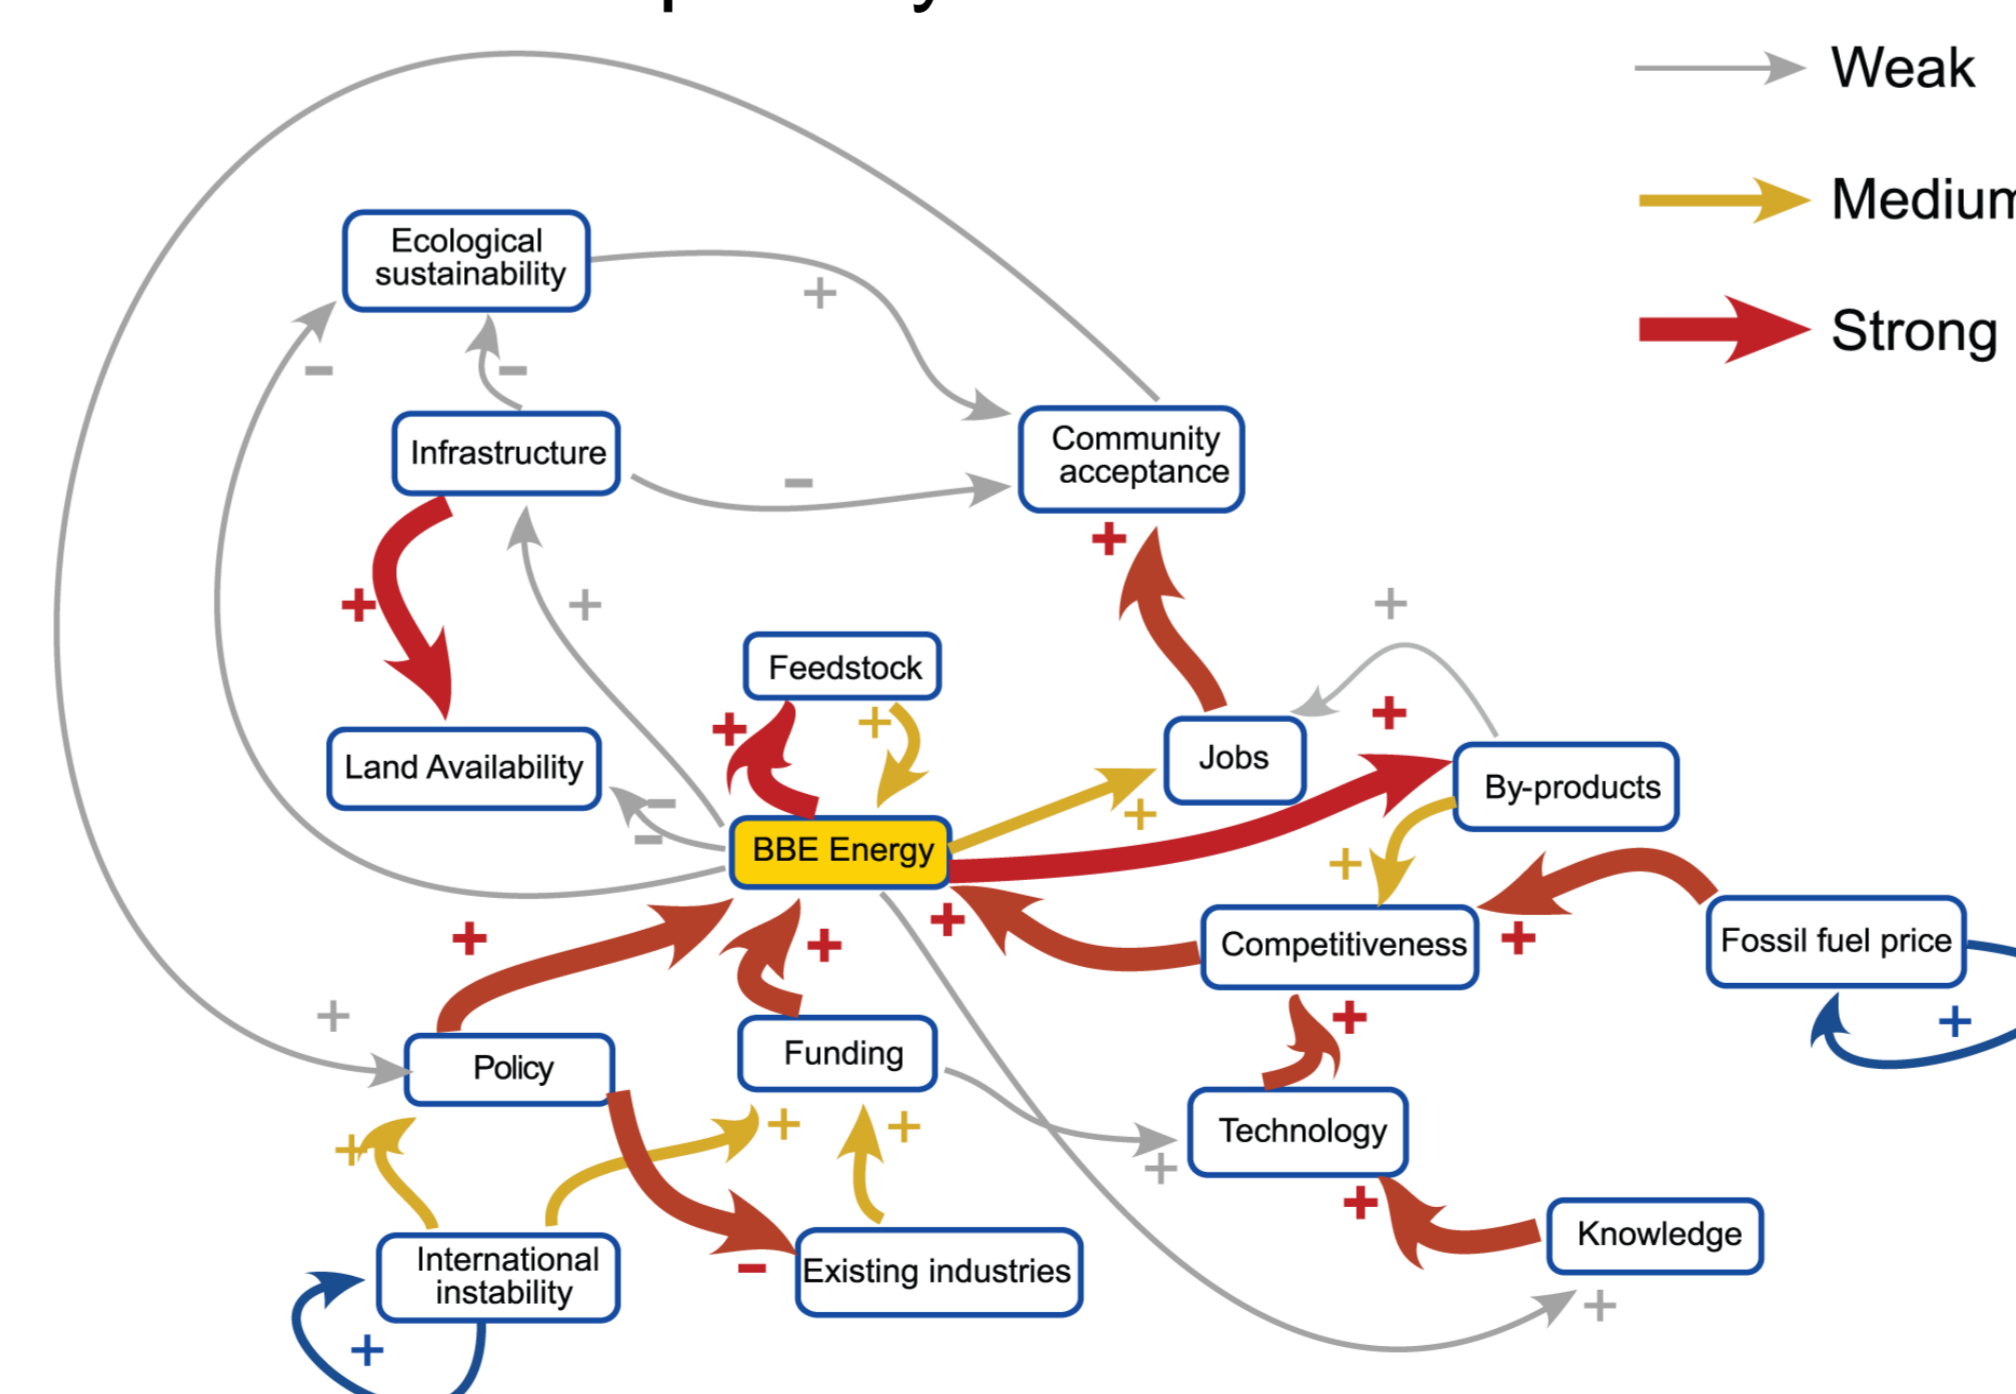 Weak
Medium
Strong
Ecological
sustainability
+
–
–
Infrastructure
–
Community
acceptance
+
+
+
+
Feedstock
+
+
+
Land Availability
–
–
Jobs
+
By-products
BBE Energy
+
+
+
+
+
Competitiveness
Fossil fuel price
+
+
+
+
Policy
Funding
Technology
+
+
+
+
+
Knowledge
International
instability
–
Existing industries
+
+